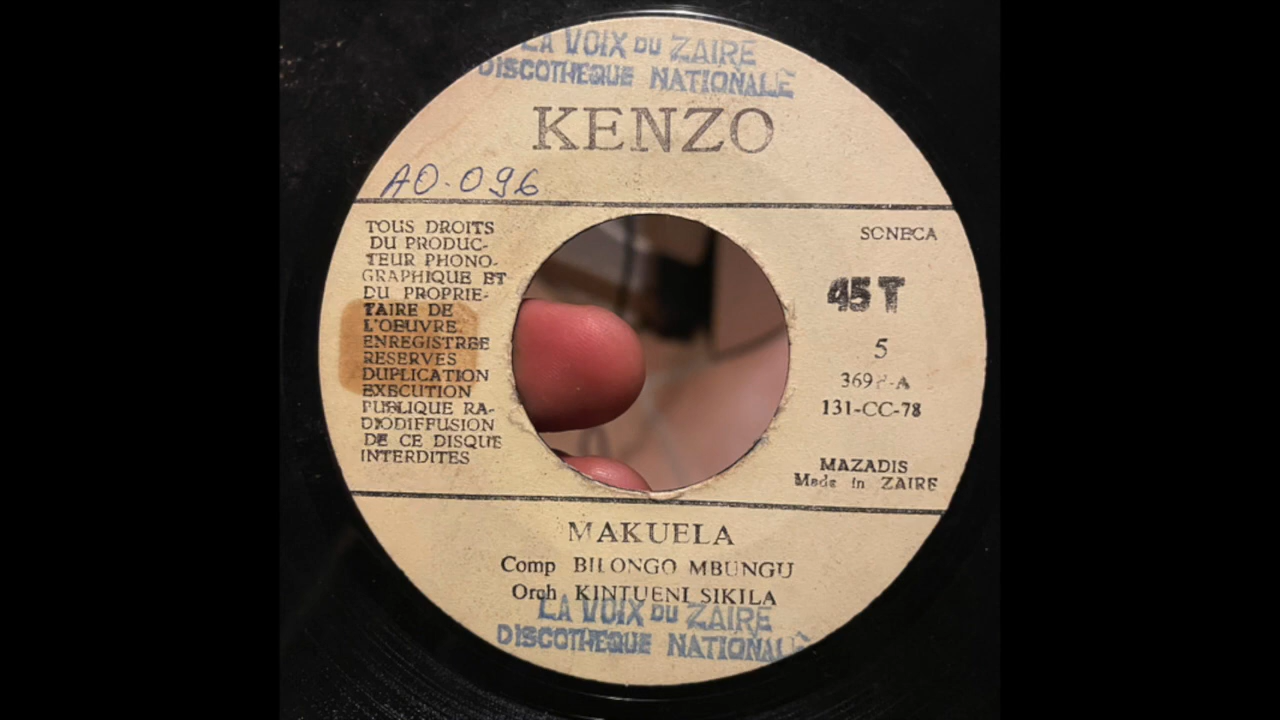 LA VOIX DU ZAIRE
DISCOTHEQUE NATIONALE
KENZO
AO.096
TOUS DROITS
DU PRODUC-
TEUR PHONO-
GRAPHIQUE ET
DU PROPRIE-
TAIRE DE
L'OEUVRE
ENREGISTREE
RESERVES
DUPLICATION
EXECUTION
PUBLIQUE RA-
DIODIFFUSION
DE CE DISQUE
INTERDITES
SONECA
45 T
5
131-CC-78
MAZADIS
Made in ZAIRE
MAKUELA
Comp BILONGO MBUNGU
Orch KINTUENI SIKILA
LA VOIX DU ZAIRE
DISCOTHEQUE NATIONALE